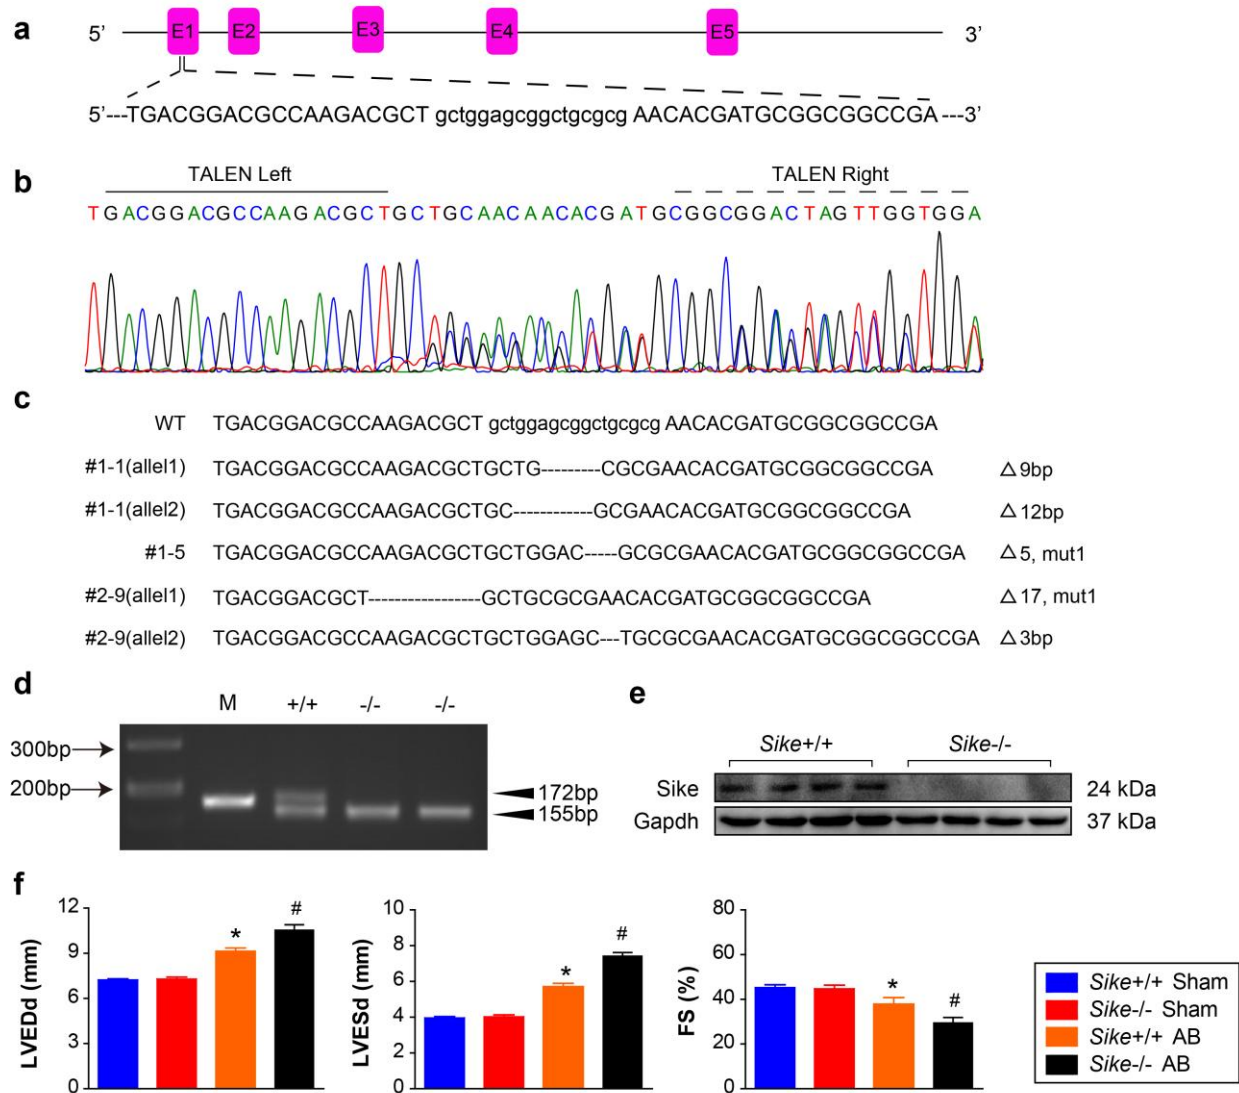 a
5' E1 E2 E3 E4 E5 3'
5'---TGACGGACGCCAAGACGCT gctggagcggctgcgcg AACACGATGCGGCGGCCGA---3'
b
TALEN Left TALEN Right
TGACGGACGCCAAGACGCTGCTGCAACAACACGATGCGGCGGACTAGTTGGTGGA
c
WT TGACGGACGCCAAGACGCT gctggagcggctgcgcg AACACGATGCGGCGGCCGA
#1-1(allel1) TGACGGACGCCAAGACGCTGCTG---------CGCGAACACGATGCGGCGGCCGA △9bp
#1-1(allel2) TGACGGACGCCAAGACGCTGC------------GCGAACACGATGCGGCGGCCGA △12bp
#1-5 TGACGGACGCCAAGACGCTGCTGGAC-----GCGCGAACACGATGCGGCGGCCGA △5, mut1
#2-9(allel1) TGACGGACGCT-----------------GCTGCGCGAACACGATGCGGCGGCCGA △17, mut1
#2-9(allel2) TGACGGACGCCAAGACGCTGCTGGAGC---TGCGCGAACACGATGCGGCGGCCGA △3bp
d
M +/+ -/- -/-
300bp
200bp
172bp
155bp
e
Sike+/+ Sike-/-
Sike 24 kDa
Gapdh 37 kDa
f
LVEDd (mm)
12
9
6
3
0
* #
LVESd (mm)
10
8
6
4
2
0
* #
FS (%)
80
60
40
20
0
* #
Sike+/+ Sham
Sike-/- Sham
Sike+/+ AB
Sike-/- AB